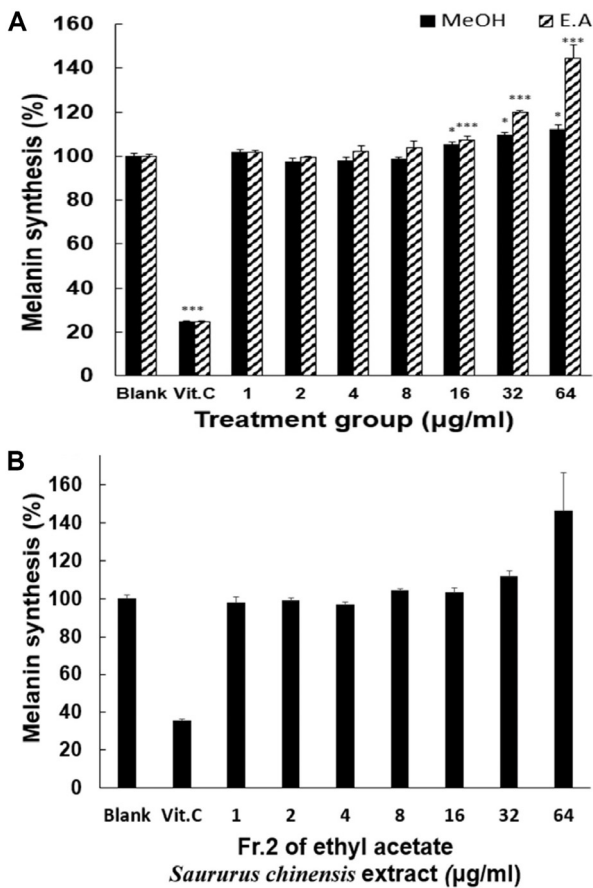 A
MeOH E.A
Melanin synthesis (%)
160
140
120
100
80
60
40
20
0
***
* ***
* ***
* ***
Blank Vit.C 1 2 4 8 16 32 64
Treatment group (µg/ml)
B
Melanin synthesis (%)
160
140
120
100
80
60
40
20
0
Blank Vit.C 1 2 4 8 16 32 64
Fr.2 of ethyl acetate
Saururus chinensis extract (µg/ml)